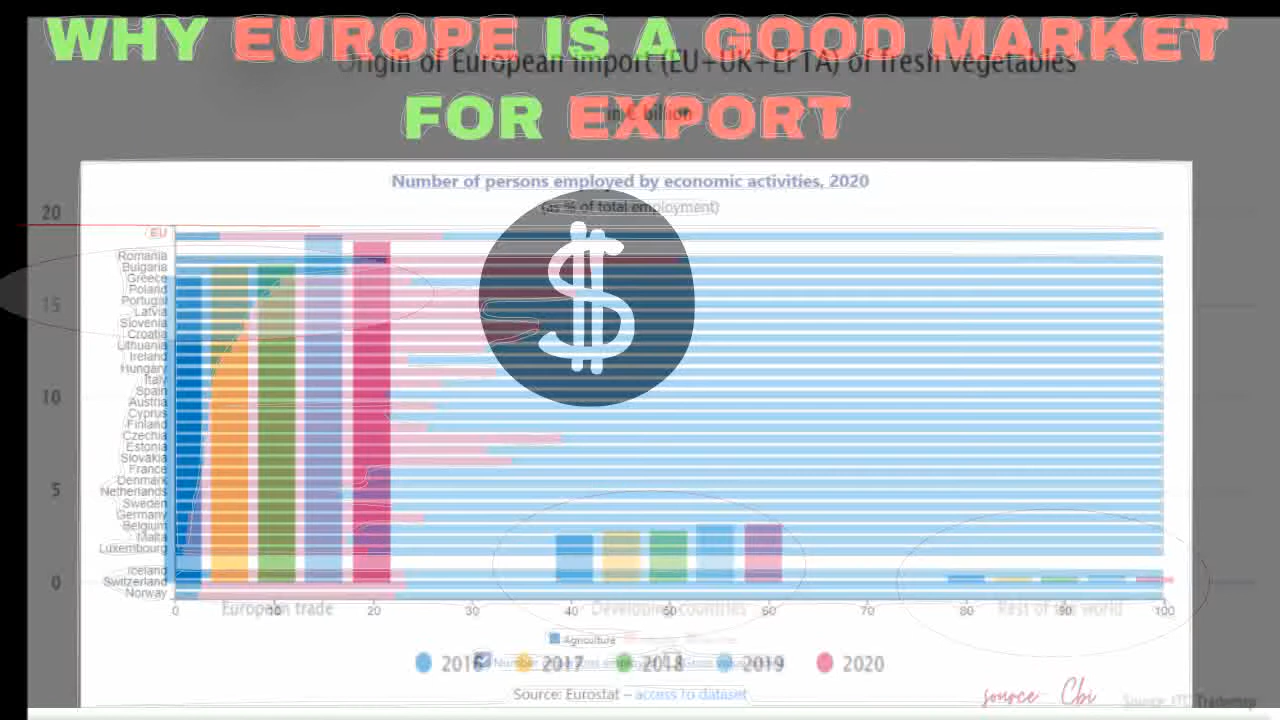 WHY EUROPE IS A GOOD MARKET
FOR EXPORT
Origin of European import (EU+UK+EFTA) of fresh vegetables
in € billion
Number of persons employed by economic activities, 2020
(as % of total employment)
20
15
10
5
0
EU
Romania
Bulgaria
Greece
Poland
Portugal
Latvia
Slovenia
Croatia
Lithuania
Ireland
Hungary
Italy
Spain
Austria
Cyprus
Finland
Czechia
Estonia
Slovakia
France
Denmark
Netherlands
Sweden
Germany
Belgium
Malta
Luxembourg
Iceland
Switzerland
Norway
$
0 10 20 30 40 50 60 70 80 90 100
European trade Developing countries Rest of the world
Agriculture
2016 2017 2018 2019 2020
Source: Eurostat – access to dataset
source Cbi
Source: ITC Trademap